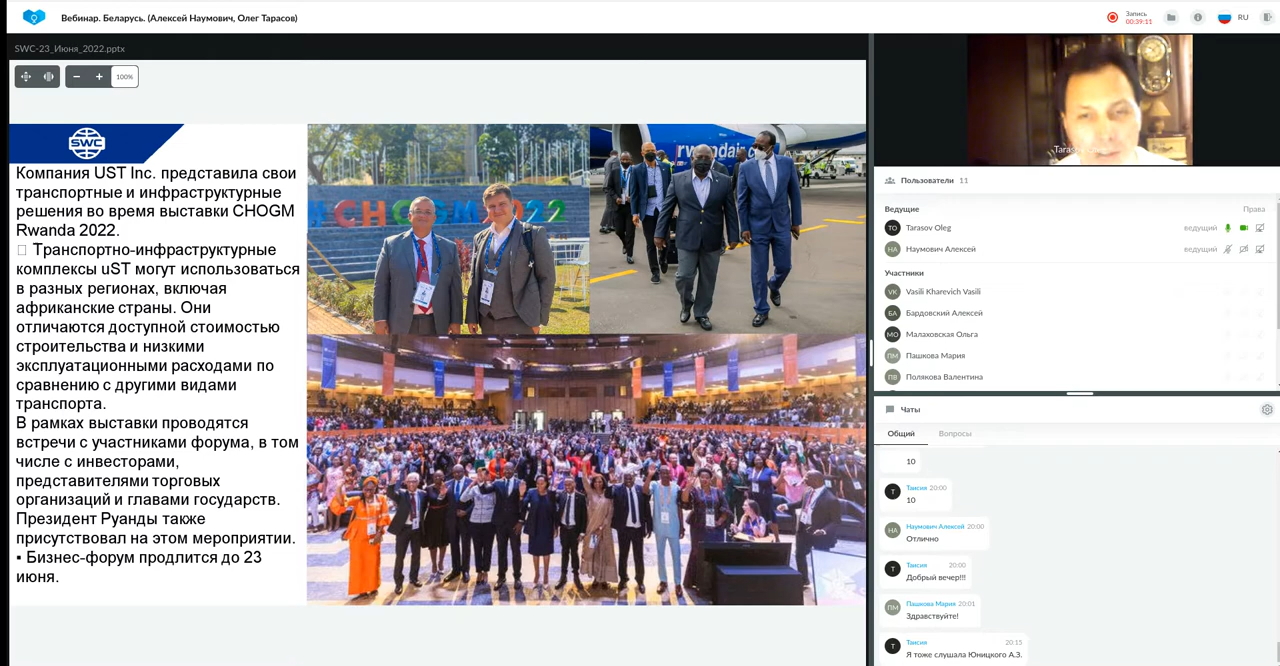 Вебинар. Беларусь. (Алексей Наумович, Олег Тарасов)
Запись
00:39:11
RU
SWC-23_Июня_2022.pptx
100%
SWC
Компания UST Inc. представила свои
транспортные и инфраструктурные
решения во время выставки CHOGM
Rwanda 2022.
Транспортно-инфраструктурные
комплексы uST могут использоваться
в разных регионах, включая
африканские страны. Они
отличаются доступной стоимостью
строительства и низкими
эксплуатационными расходами по
сравнению с другими видами
транспорта.
В рамках выставки проводятся
встречи с участниками форума, в том
числе с инвесторами,
представителями торговых
организаций и главами государств.
Президент Руанды также
присутствовал на этом мероприятии.
▪ Бизнес-форум продлится до 23
июня.
CHOGM 2022
rwandair
Пользователи 11
Ведущие Права
TO Tarasov Oleg ведущий
НА Наумович Алексей ведущий
Участники
VK Vasili Kharevich Vasili
БА Бардовский Алексей
МО Малаховская Ольга
ПМ Пашкова Мария
ПВ Полякова Валентина
Чаты
Общий Вопросы
10
Т Таисия 20:00
10
НА Наумович Алексей 20:00
Отлично
Т Таисия 20:00
Добрый вечер!!!
ПМ Пашкова Мария 20:01
Здравствуйте!
Т Таисия 20:15
Я тоже слушала Юницкого А.Э.